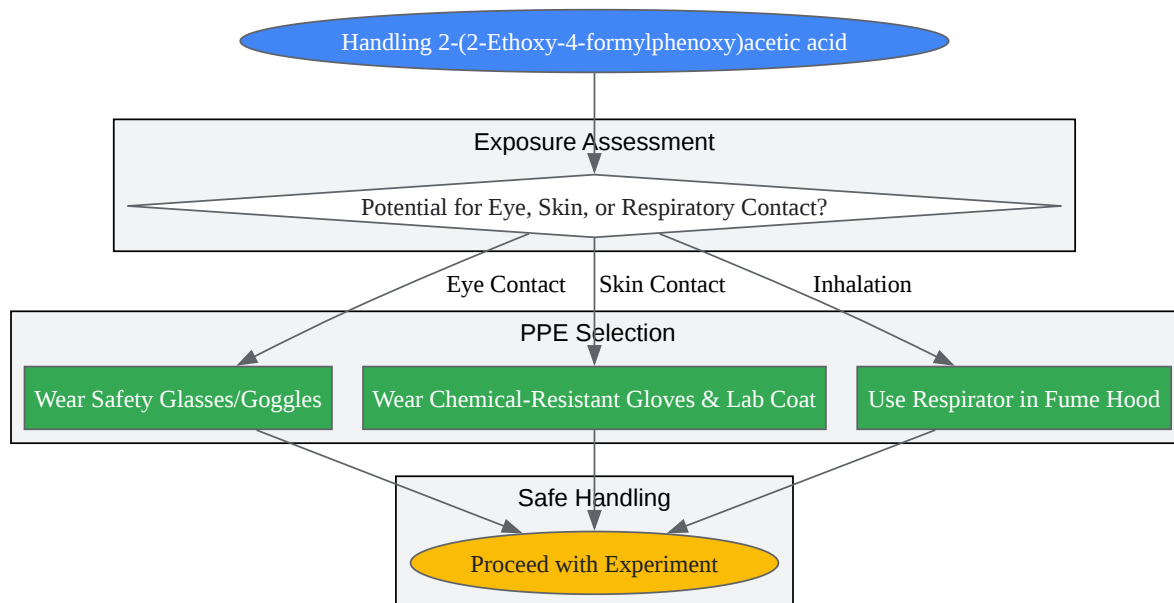 Handling 2-(2-Ethoxy-4-formylphenoxy)acetic acid
Exposure Assessment
Potential for Eye, Skin, or Respiratory Contact?
Eye Contact
Skin Contact
Inhalation
PPE Selection
Wear Safety Glasses/Goggles
Wear Chemical-Resistant Gloves & Lab Coat
Use Respirator in Fume Hood
Safe Handling
Proceed with Experiment